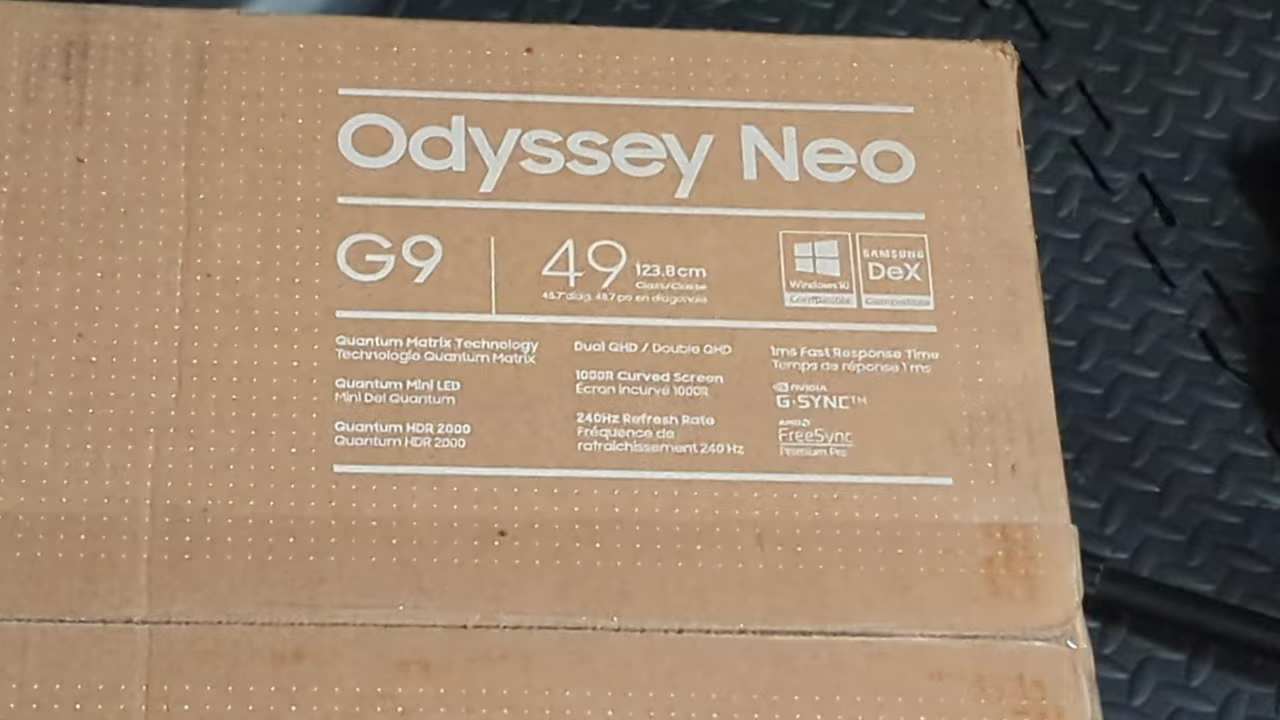 Odyssey Neo
G9
49 123.8cm
Class/Classe
48.7" diag. 48.7 po en diagonale
Windows 10
Compatible
SAMSUNG
DeX
Compatible
Quantum Matrix Technology
Technologie Quantum Matrix
Quantum Mini LED
Mini Del Quantum
Quantum HDR 2000
Quantum HDR 2000
Dual QHD / Double QHD
1000R Curved Screen
Écran incurvé 1000R
240Hz Refresh Rate
Fréquence de
rafraîchissement 240 Hz
1ms Fast Response Time
Temps de réponse 1 ms
NVIDIA
G-SYNC™
AMD
FreeSync
Premium Pro